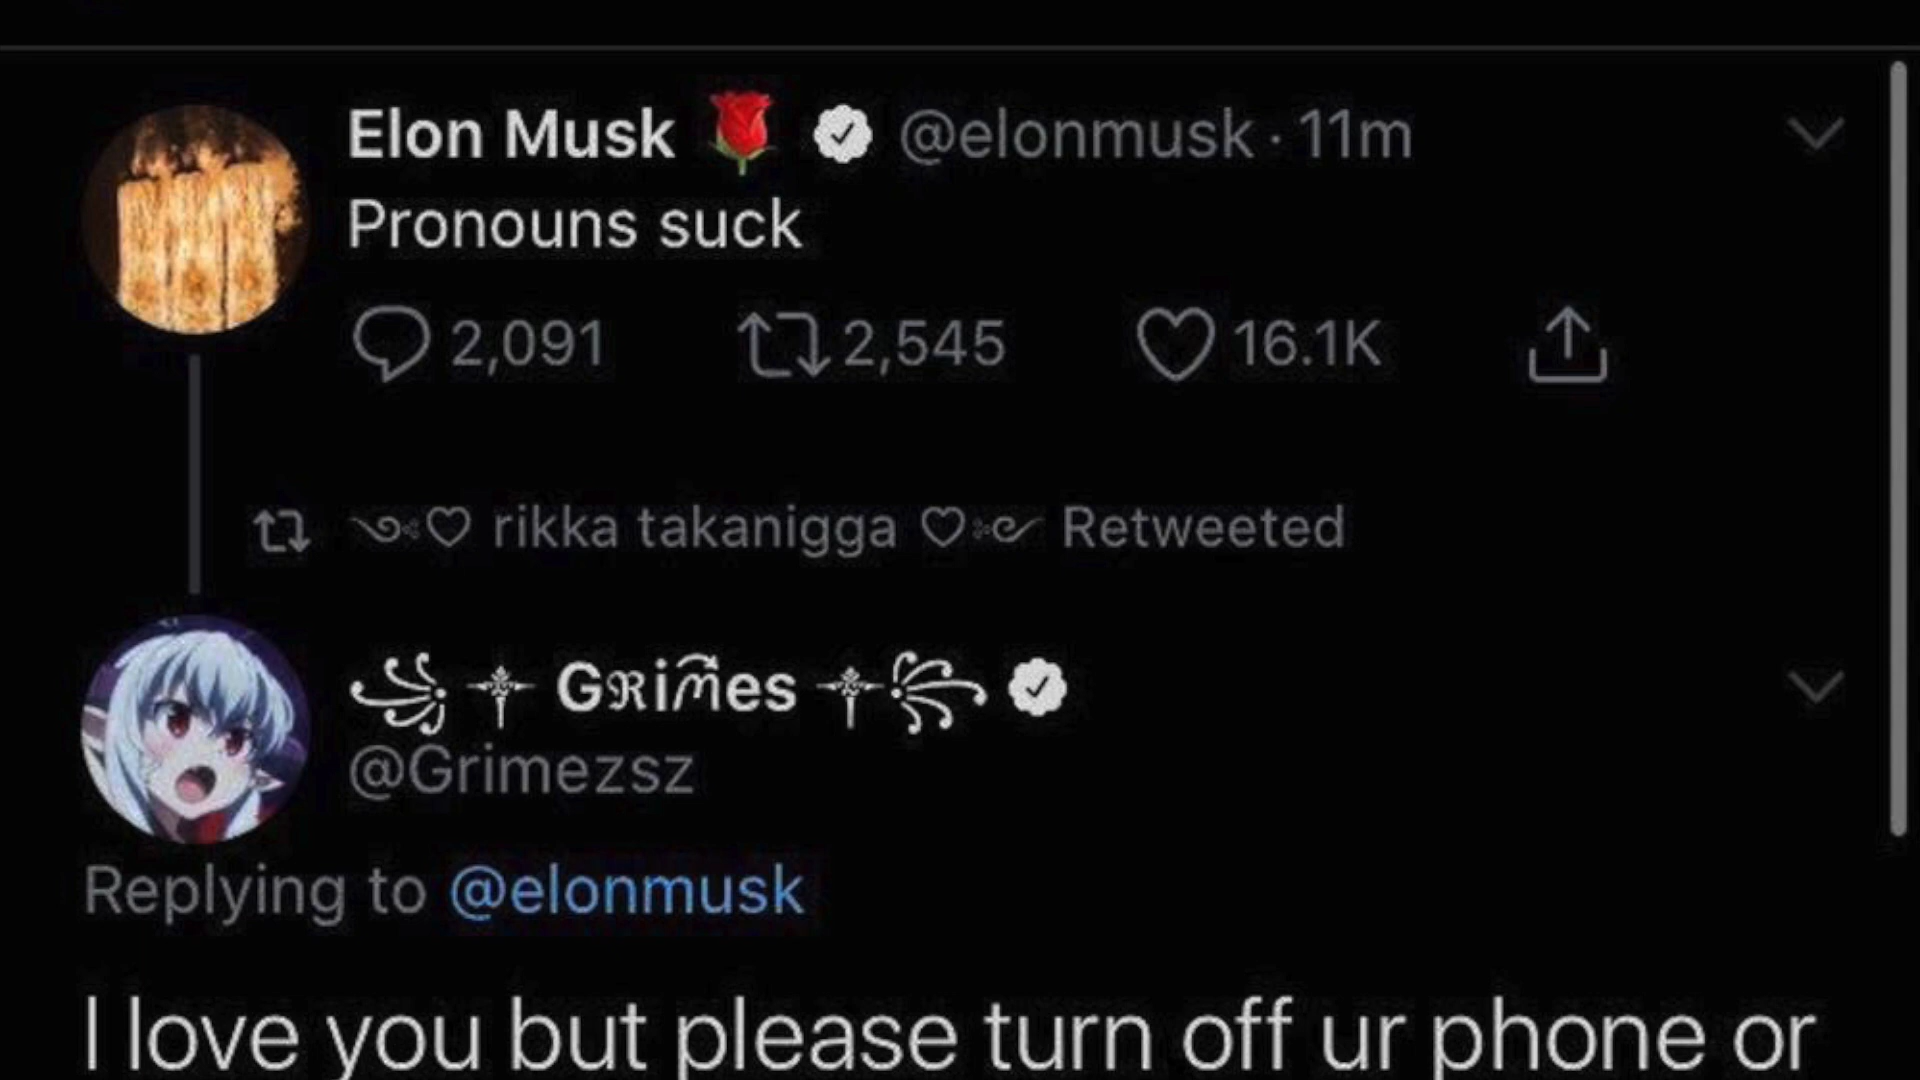 Elon Musk 🌹 @elonmusk · 11m
Pronouns suck
2,091 2,545 16.1K
♡ rikka takanigga ♡ Retweeted
G𝕽iмes
@Grimezsz
Replying to @elonmusk
I love you but please turn off ur phone or